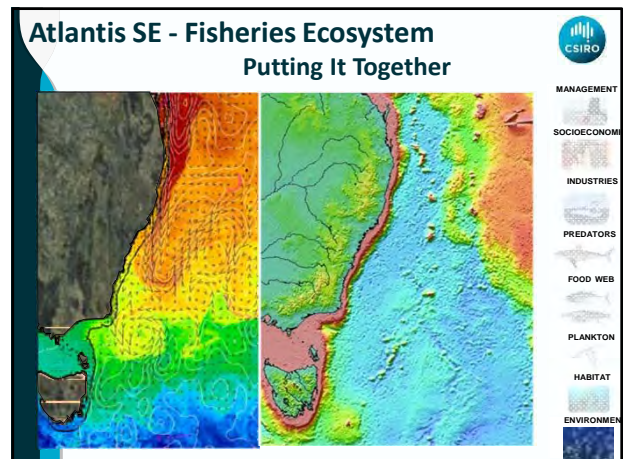 Atlantis SE - Fisheries Ecosystem
Putting It Together
CSIRO
MANAGEMENT
SOCIOECONOMI
INDUSTRIES
PREDATORS
FOOD WEB
PLANKTON
HABITAT
ENVIRONMEN